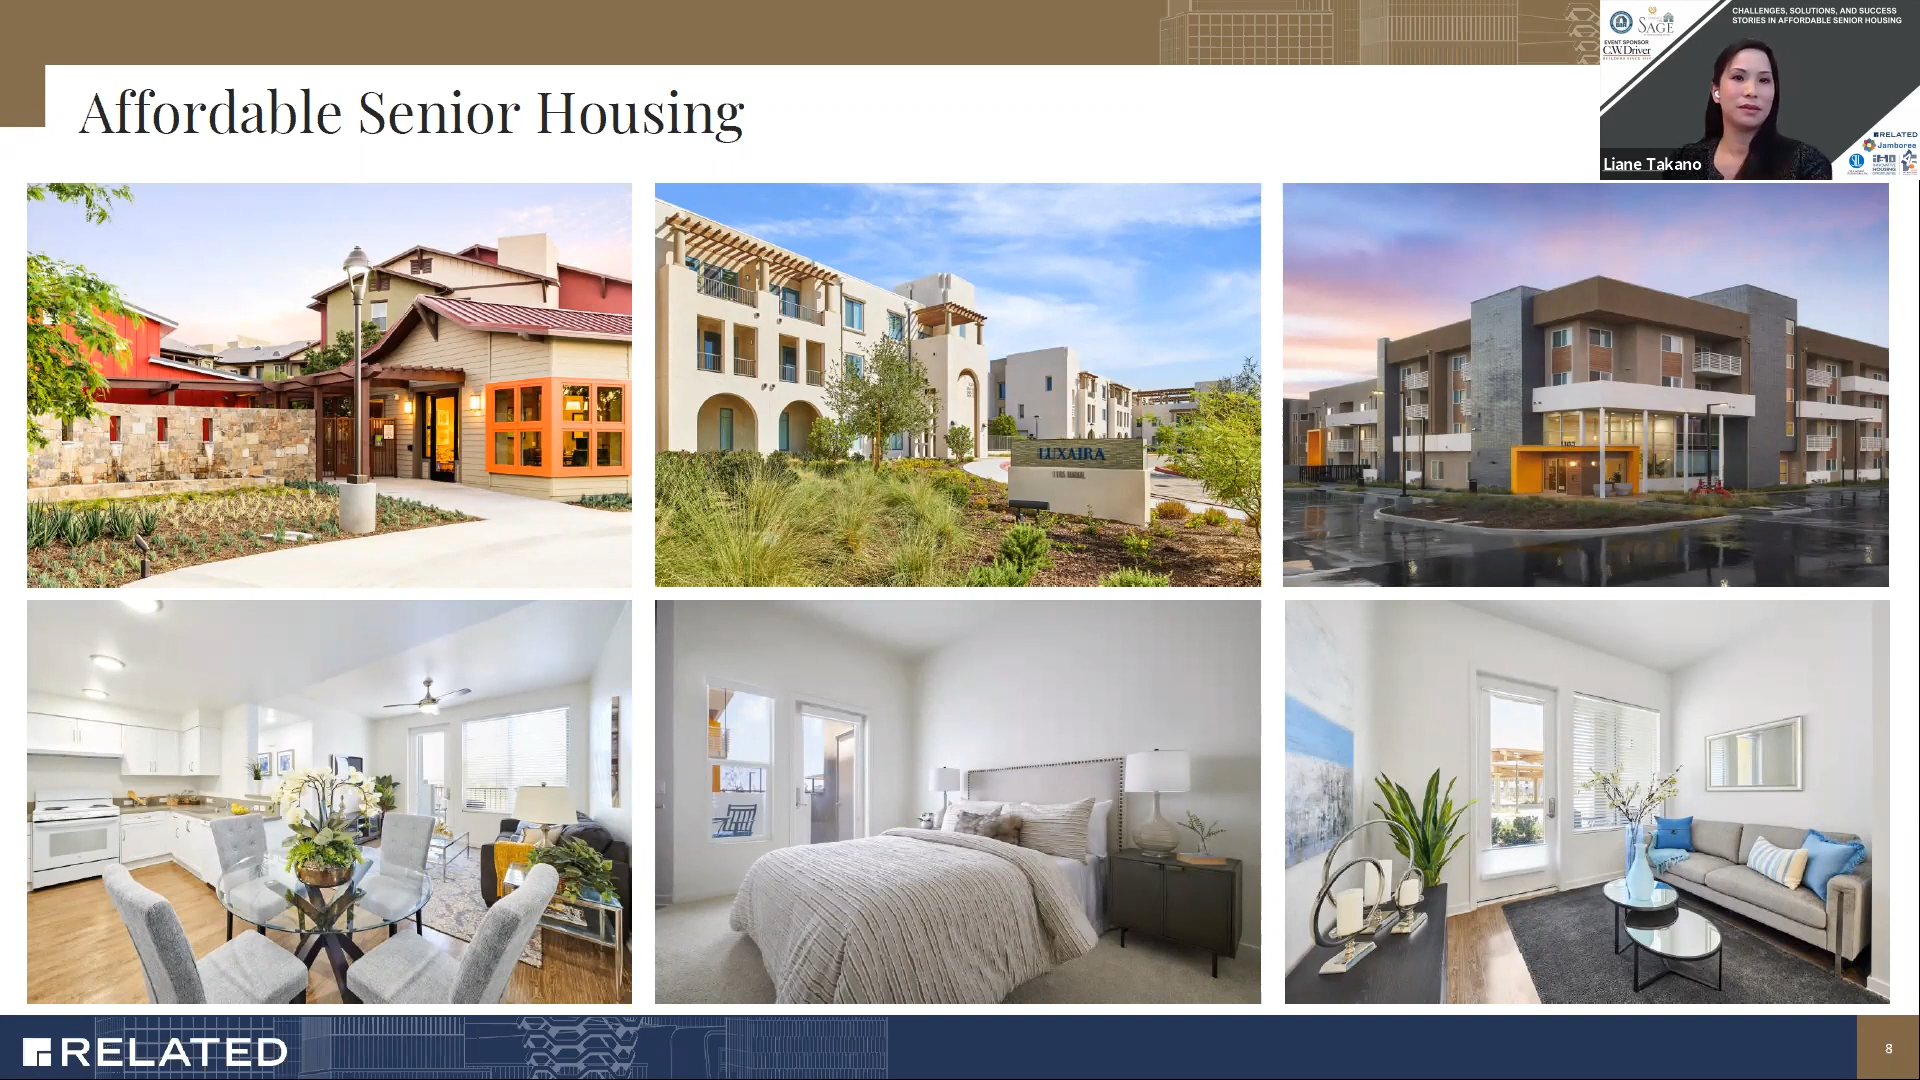 Affordable Senior Housing
SAGE
EVENT SPONSOR
C.W. Driver
CHALLENGES, SOLUTIONS, AND SUCCESS
STORIES IN AFFORDABLE SENIOR HOUSING
RELATED
Jamboree
Liane Takano
LUXAIRA
RELATED
8